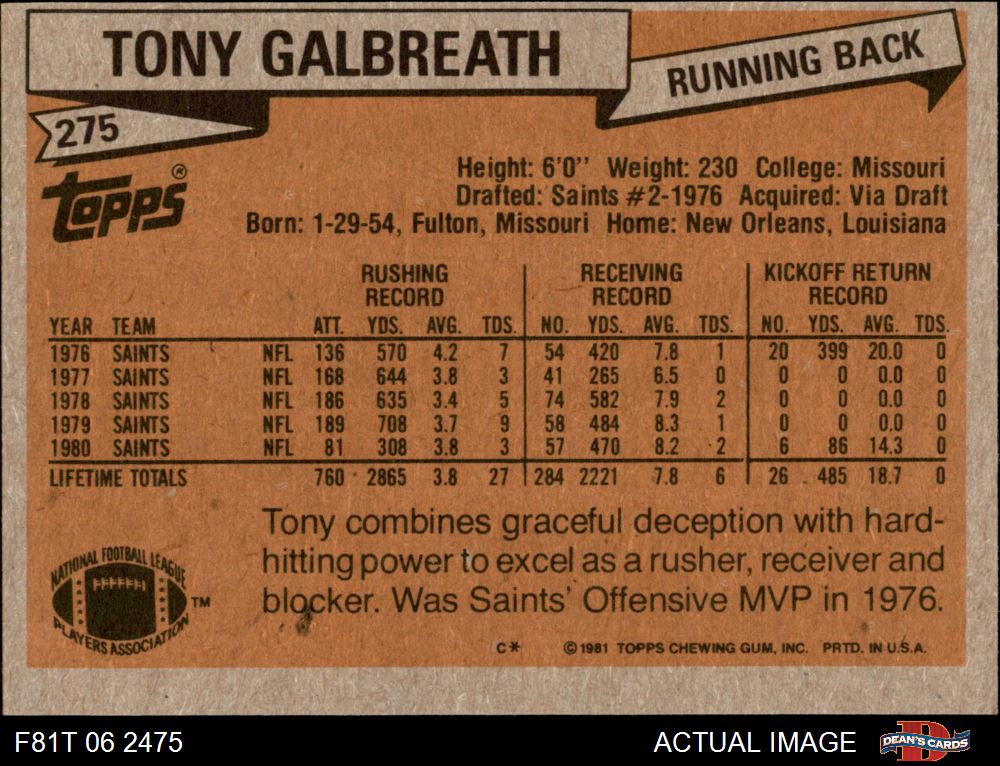 TONY GALBREATH
RUNNING BACK
275
TOPPS®
Height: 6'0'' Weight: 230 College: Missouri
Drafted: Saints #2-1976 Acquired: Via Draft
Born: 1-29-54, Fulton, Missouri Home: New Orleans, Louisiana
RUSHING RECORD RECEIVING RECORD KICKOFF RETURN RECORD
YEAR TEAM ATT. YDS. AVG. TDS. NO. YDS. AVG. TDS. NO. YDS. AVG. TDS.
1976 SAINTS NFL 136 570 4.2 7 54 420 7.8 1 20 399 20.0 0
1977 SAINTS NFL 168 644 3.8 3 41 265 6.5 0 0 0 0.0 0
1978 SAINTS NFL 186 635 3.4 5 74 582 7.9 2 0 0 0.0 0
1979 SAINTS NFL 189 708 3.7 9 58 484 8.3 1 0 0 0.0 0
1980 SAINTS NFL 81 308 3.8 3 57 470 8.2 2 6 86 14.3 0
LIFETIME TOTALS 760 2865 3.8 27 284 2221 7.8 6 26 485 18.7 0
Tony combines graceful deception with hard-
hitting power to excel as a rusher, receiver and
blocker. Was Saints' Offensive MVP in 1976.
NATIONAL FOOTBALL LEAGUE
PLAYERS ASSOCIATION
TM
C* ©1981 TOPPS CHEWING GUM, INC. PRTD. IN U.S.A.
F81T 06 2475 ACTUAL IMAGE
D
DEAN'S CARDS